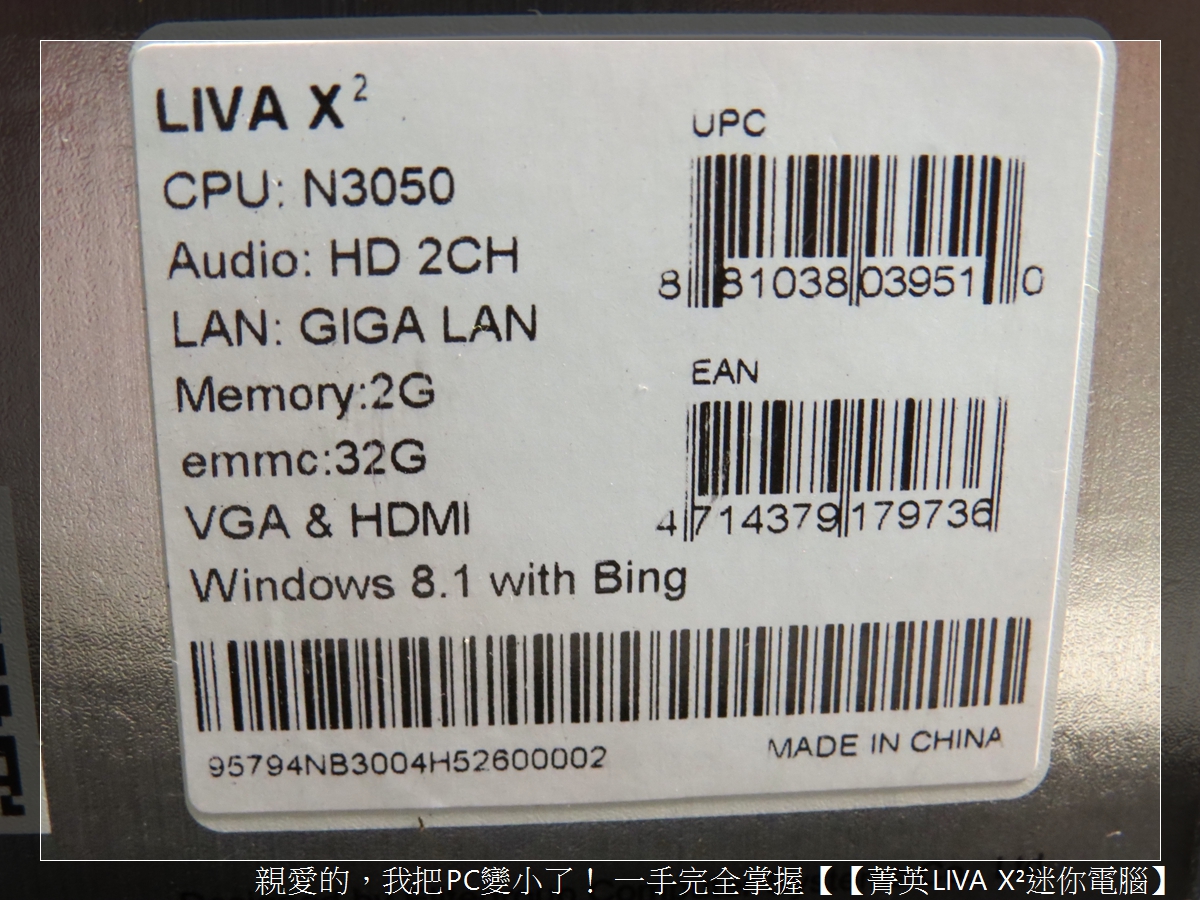 LIVA X²
CPU: N3050
Audio: HD 2CH
LAN: GIGA LAN
Memory:2G
emmc:32G
VGA & HDMI
Windows 8.1 with Bing
UPC
8 81038 03951 0
EAN
4 714379 179736
95794NB3004H52600002
MADE IN CHINA
親愛的，我把PC變小了！ 一手完全掌握【【菁英LIVA X²迷你電腦】